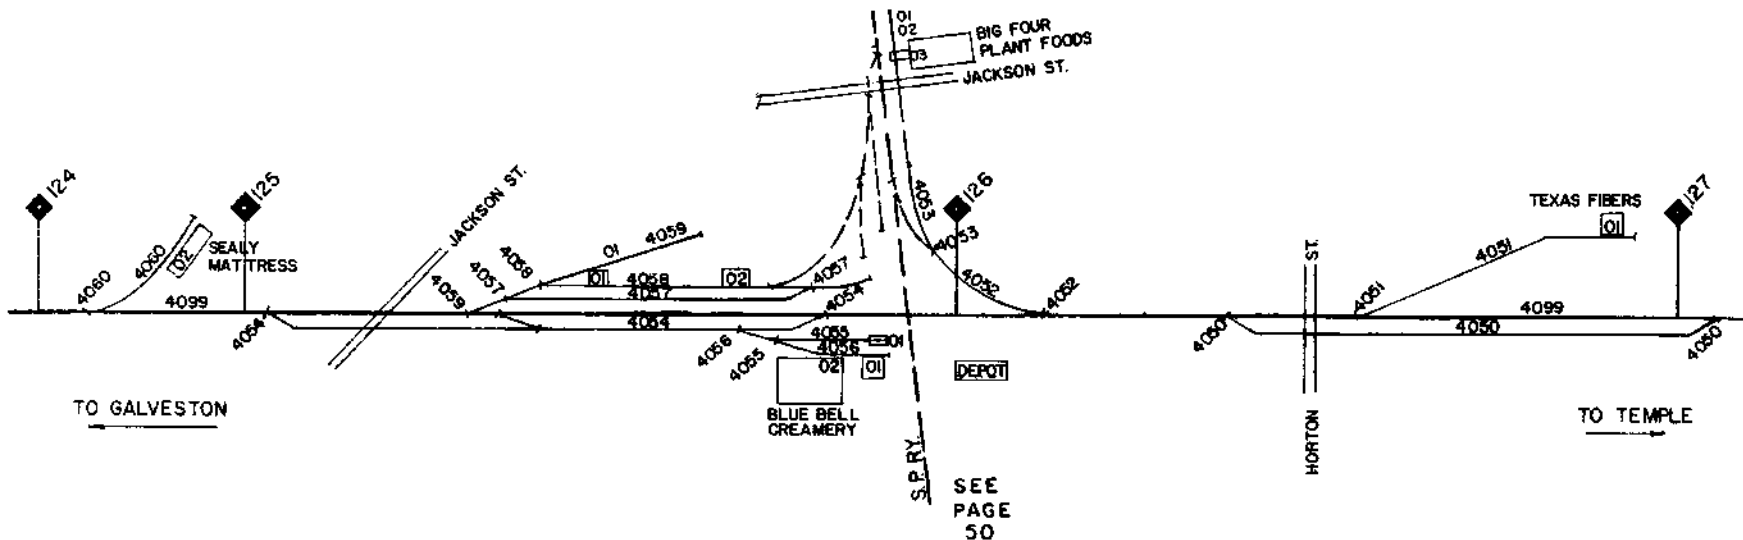 01
02
03
BIG FOUR
PLANT FOODS
JACKSON ST.
124
125
126
127
JACKSON ST.
4060
4060
02
SEALY
MATTRESS
4099
4054
4059
4057
4058
01
4059
01
4058
02
4057
4057
4054
4054
4053
4053
4052
4052
TEXAS FIBERS
01
4051
4051
4099
4050
4050
4050
HORTON ST.
4056
4055
4055
01
4056
02
01
DEPOT
BLUE BELL
CREAMERY
S.P. RY.
SEE
PAGE
50
TO GALVESTON
TO TEMPLE